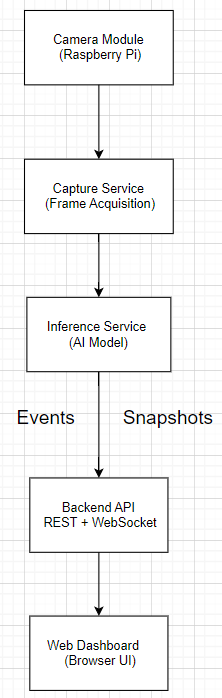 Camera Module
(Raspberry Pi)
Capture Service
(Frame Acquisition)
Inference Service
(AI Model)
Events Snapshots
Backend API
REST + WebSocket
Web Dashboard
(Browser UI)